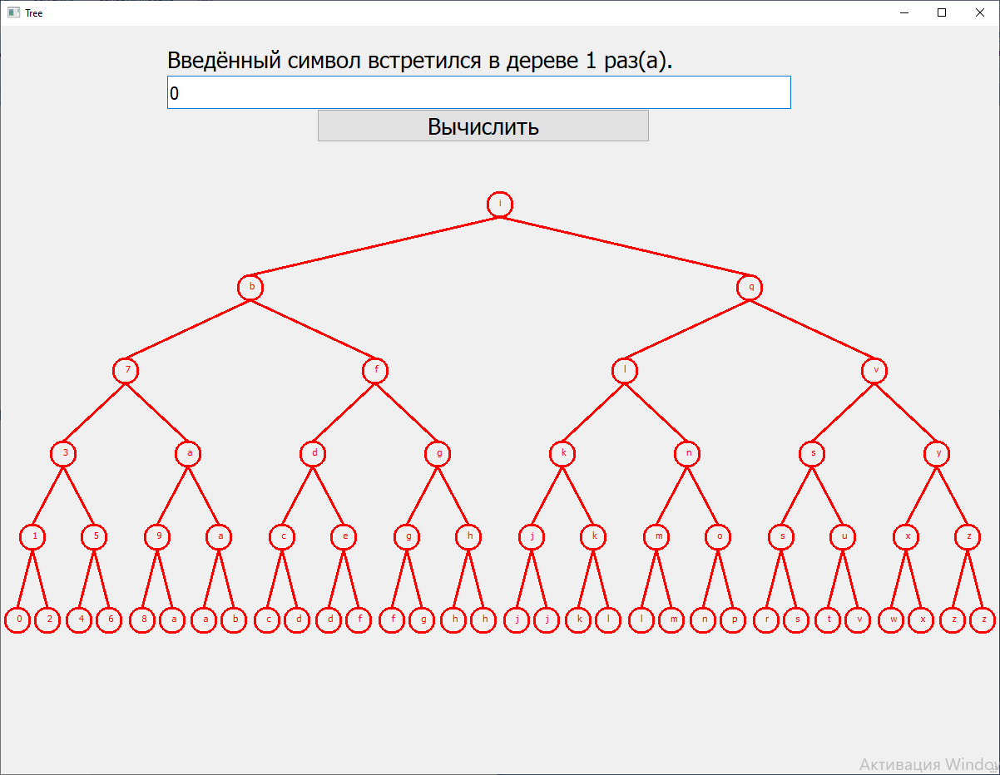 Tree
Введённый символ встретился в дереве 1 раз(а).
0
Вычислить
i
b q
7 f l v
3 a d g k n s y
1 5 9 a c e g h j k m o s u x z
0 2 4 6 8 a a b c d d f f g h h j j k l l m n p r s t v w x z z
Активация Window